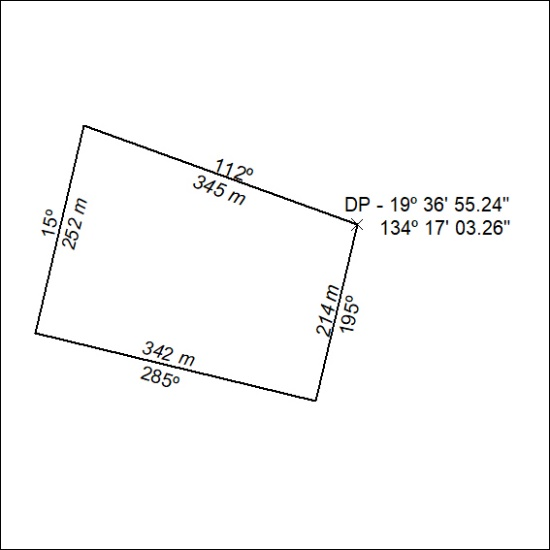 112º
345 m
DP - 19º 36' 55.24"
134º 17' 03.26"
15º
252 m
214 m
195º
342 m
285º